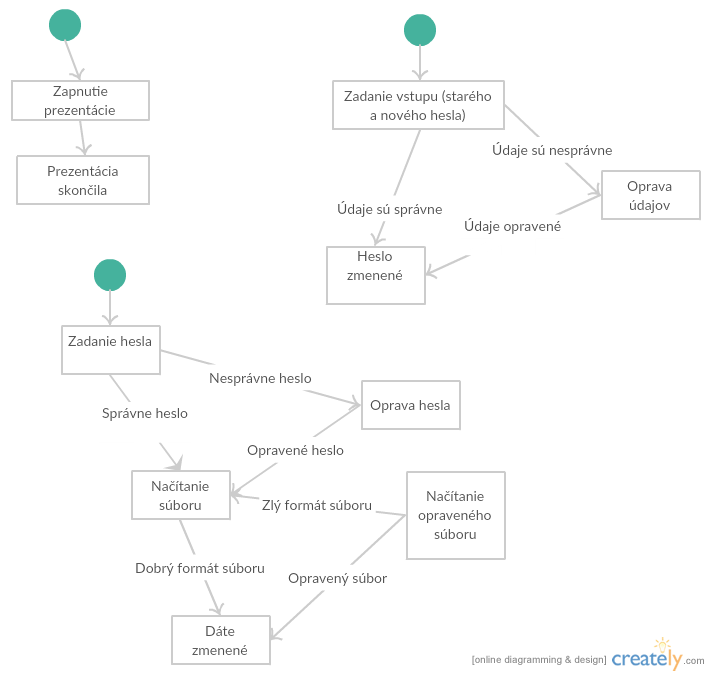 Zapnutie
prezentácie
Prezentácia
skončila
Zadanie vstupu (starého
a nového hesla)
Údaje sú nesprávne
Oprava
údajov
Údaje sú správne
Údaje opravené
Heslo
zmenené
Zadanie hesla
Nesprávne heslo
Správne heslo
Oprava hesla
Opravené heslo
Načítanie
súboru
Zlý formát súboru
Načítanie
opraveného
súboru
Dobrý formát súboru
Opravený súbor
Dáte
zmenené
[online diagramming & design] creately.com